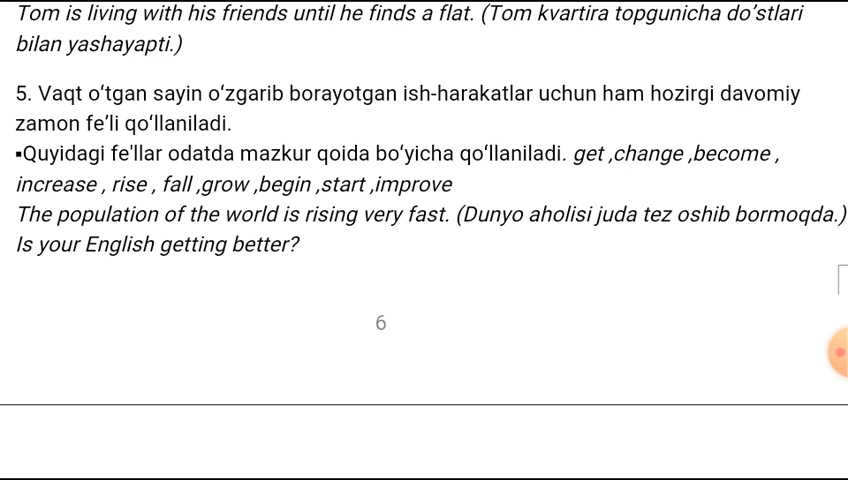 Tom is living with his friends until he finds a flat. (Tom kvartira topgunicha do’stlari
bilan yashayapti.)
5. Vaqt o‘tgan sayin o‘zgarib borayotgan ish-harakatlar uchun ham hozirgi davomiy
zamon fe’li qo‘llaniladi.
▪Quyidagi fe'llar odatda mazkur qoida bo‘yicha qo‘llaniladi. get ,change ,become ,
increase , rise , fall ,grow ,begin ,start ,improve
The population of the world is rising very fast. (Dunyo aholisi juda tez oshib bormoqda.)
Is your English getting better?
6